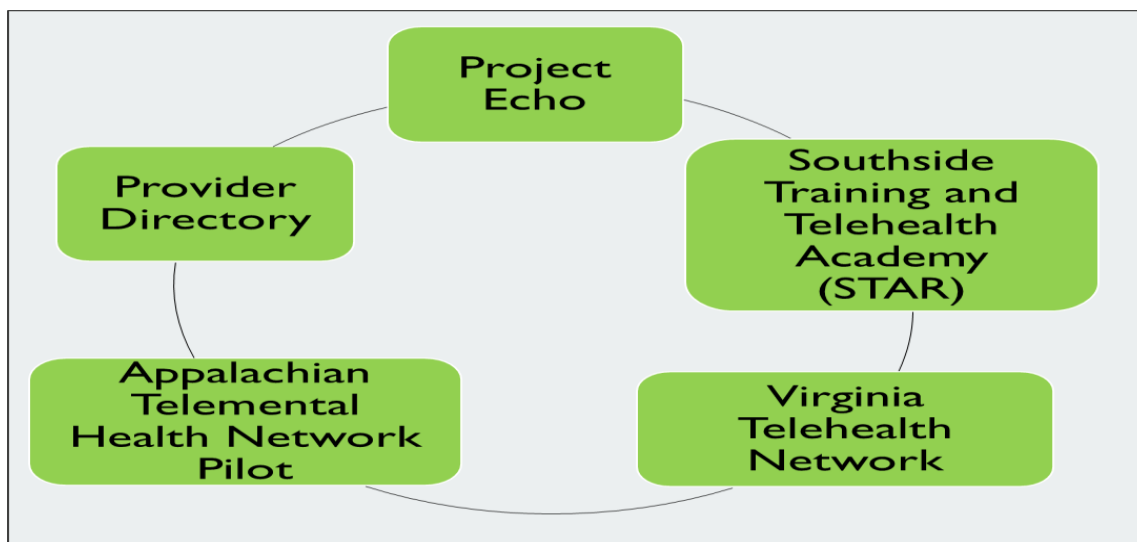 Project
Echo
Southside
Training and
Telehealth
Academy
(STAR)
Virginia
Telehealth
Network
Appalachian
Telemental
Health Network
Pilot
Provider
Directory